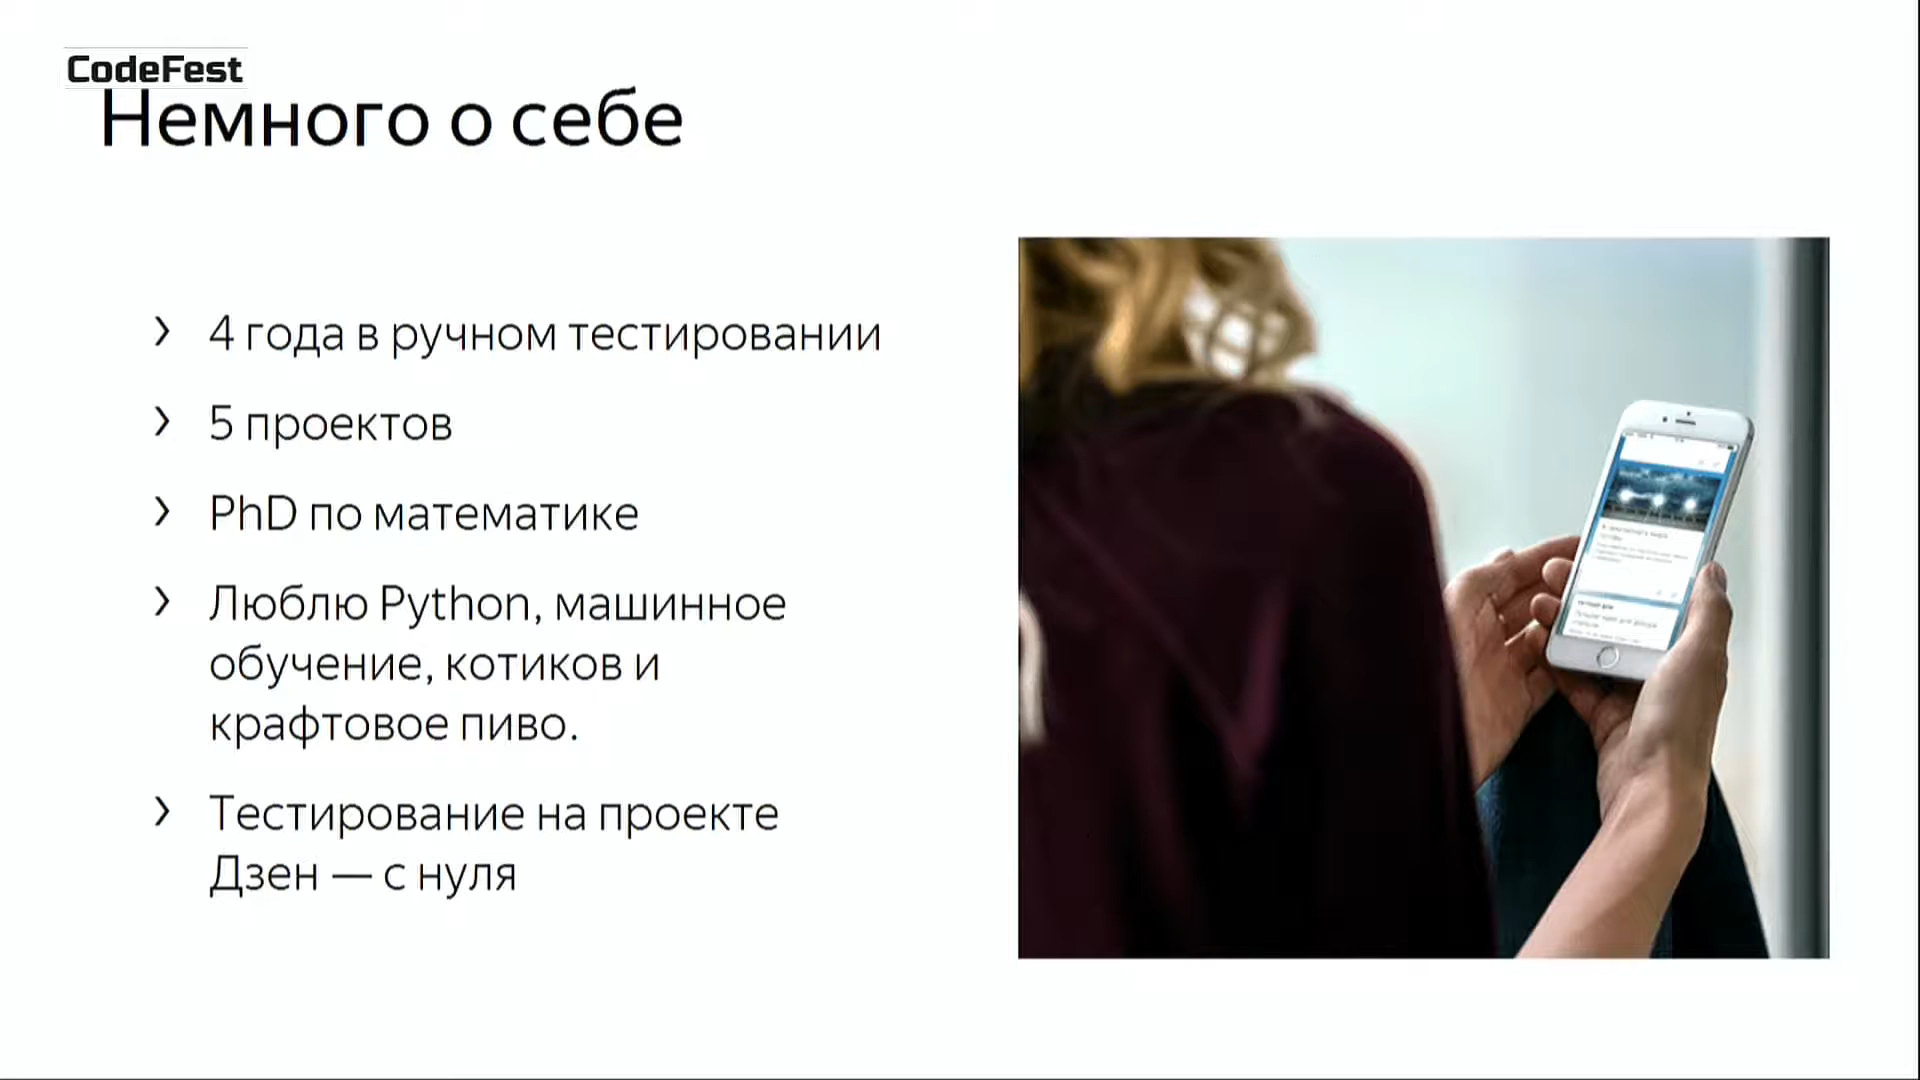 CodeFest
Немного о себе
4 года в ручном тестировании
5 проектов
PhD по математике
Люблю Python, машинное
обучение, котиков и
крафтовое пиво.
Тестирование на проекте
Дзен — с нуля